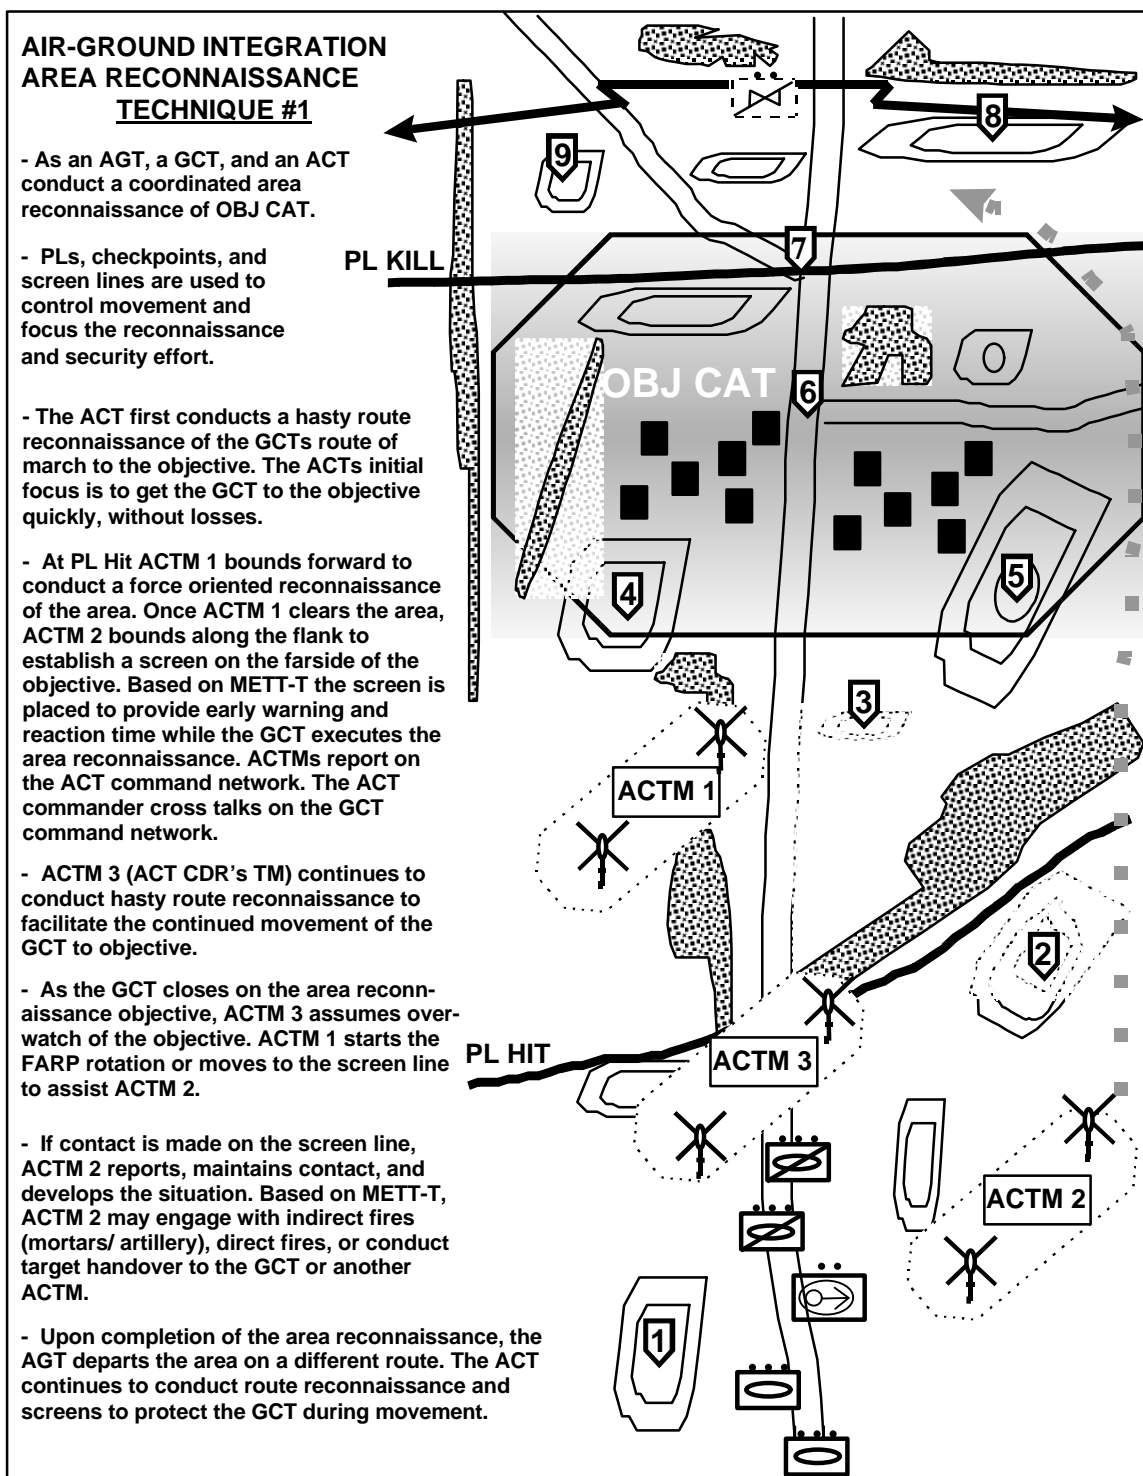 AIR-GROUND INTEGRATION
AREA RECONNAISSANCE
TECHNIQUE #1
- As an AGT, a GCT, and an ACT
conduct a coordinated area
reconnaissance of OBJ CAT.
- PLs, checkpoints, and
screen lines are used to
control movement and
focus the reconnaissance
and security effort.
- The ACT first conducts a hasty route
reconnaissance of the GCTs route of
march to the objective. The ACTs initial
focus is to get the GCT to the objective
quickly, without losses.
- At PL Hit ACTM 1 bounds forward to
conduct a force oriented reconnaissance
of the area. Once ACTM 1 clears the area,
ACTM 2 bounds along the flank to
establish a screen on the farside of the
objective. Based on METT-T the screen is
placed to provide early warning and
reaction time while the GCT executes the
area reconnaissance. ACTMs report on
the ACT command network. The ACT
commander cross talks on the GCT
command network.
- ACTM 3 (ACT CDR's TM) continues to
conduct hasty route reconnaissance to
facilitate the continued movement of the
GCT to objective.
- As the GCT closes on the area reconn-
aissance objective, ACTM 3 assumes over-
watch of the objective. ACTM 1 starts the
FARP rotation or moves to the screen line
to assist ACTM 2.
- If contact is made on the screen line,
ACTM 2 reports, maintains contact, and
develops the situation. Based on METT-T,
ACTM 2 may engage with indirect fires
(mortars/ artillery), direct fires, or conduct
target handover to the GCT or another
ACTM.
- Upon completion of the area reconnaissance, the
AGT departs the area on a different route. The ACT
continues to conduct route reconnaissance and
screens to protect the GCT during movement.
8
9
7
PL KILL
OBJ CAT
6
5
4
3
ACTM 1
2
PL HIT
ACTM 3
ACTM 2
1